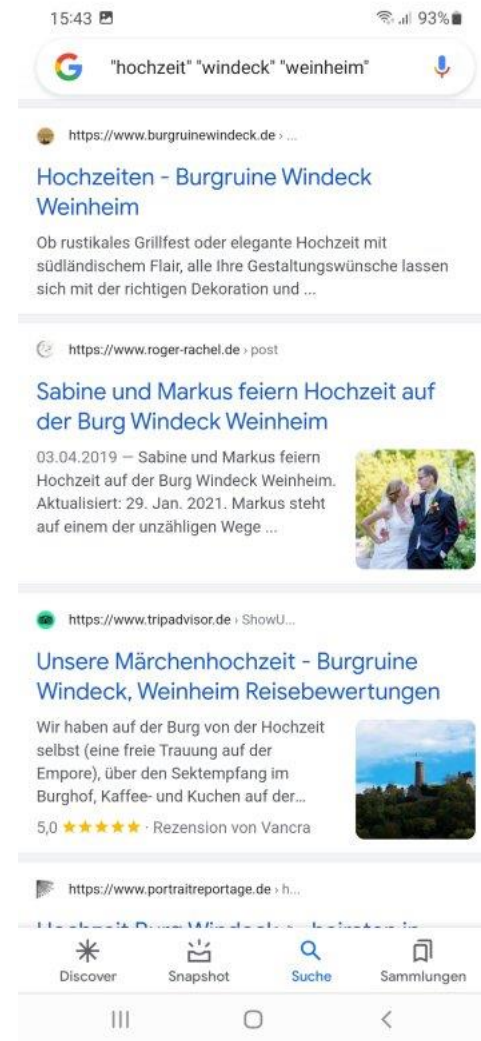 15:43 93%
"hochzeit" "windeck" "weinheim"
https://www.burgruinewindeck.de › ...
Hochzeiten - Burgruine Windeck
Weinheim
Ob rustikales Grillfest oder elegante Hochzeit mit
südländischem Flair, alle Ihre Gestaltungswünsche lassen
sich mit der richtigen Dekoration und ...
https://www.roger-rachel.de › post
Sabine und Markus feiern Hochzeit auf
der Burg Windeck Weinheim
03.04.2019 — Sabine und Markus feiern
Hochzeit auf der Burg Windeck Weinheim.
Aktualisiert: 29. Jan. 2021. Markus steht
auf einem der unzähligen Wege ...
https://www.tripadvisor.de › ShowU...
Unsere Märchenhochzeit - Burgruine
Windeck, Weinheim Reisebewertungen
Wir haben auf der Burg von der Hochzeit
selbst (eine freie Trauung auf der
Empore), über den Sektempfang im
Burghof, Kaffee- und Kuchen auf der...
5,0 ★★★★★ · Rezension von Vancra
https://www.portraitreportage.de › h...
Hochzeit Burg Windeck
Discover Snapshot Suche Sammlungen